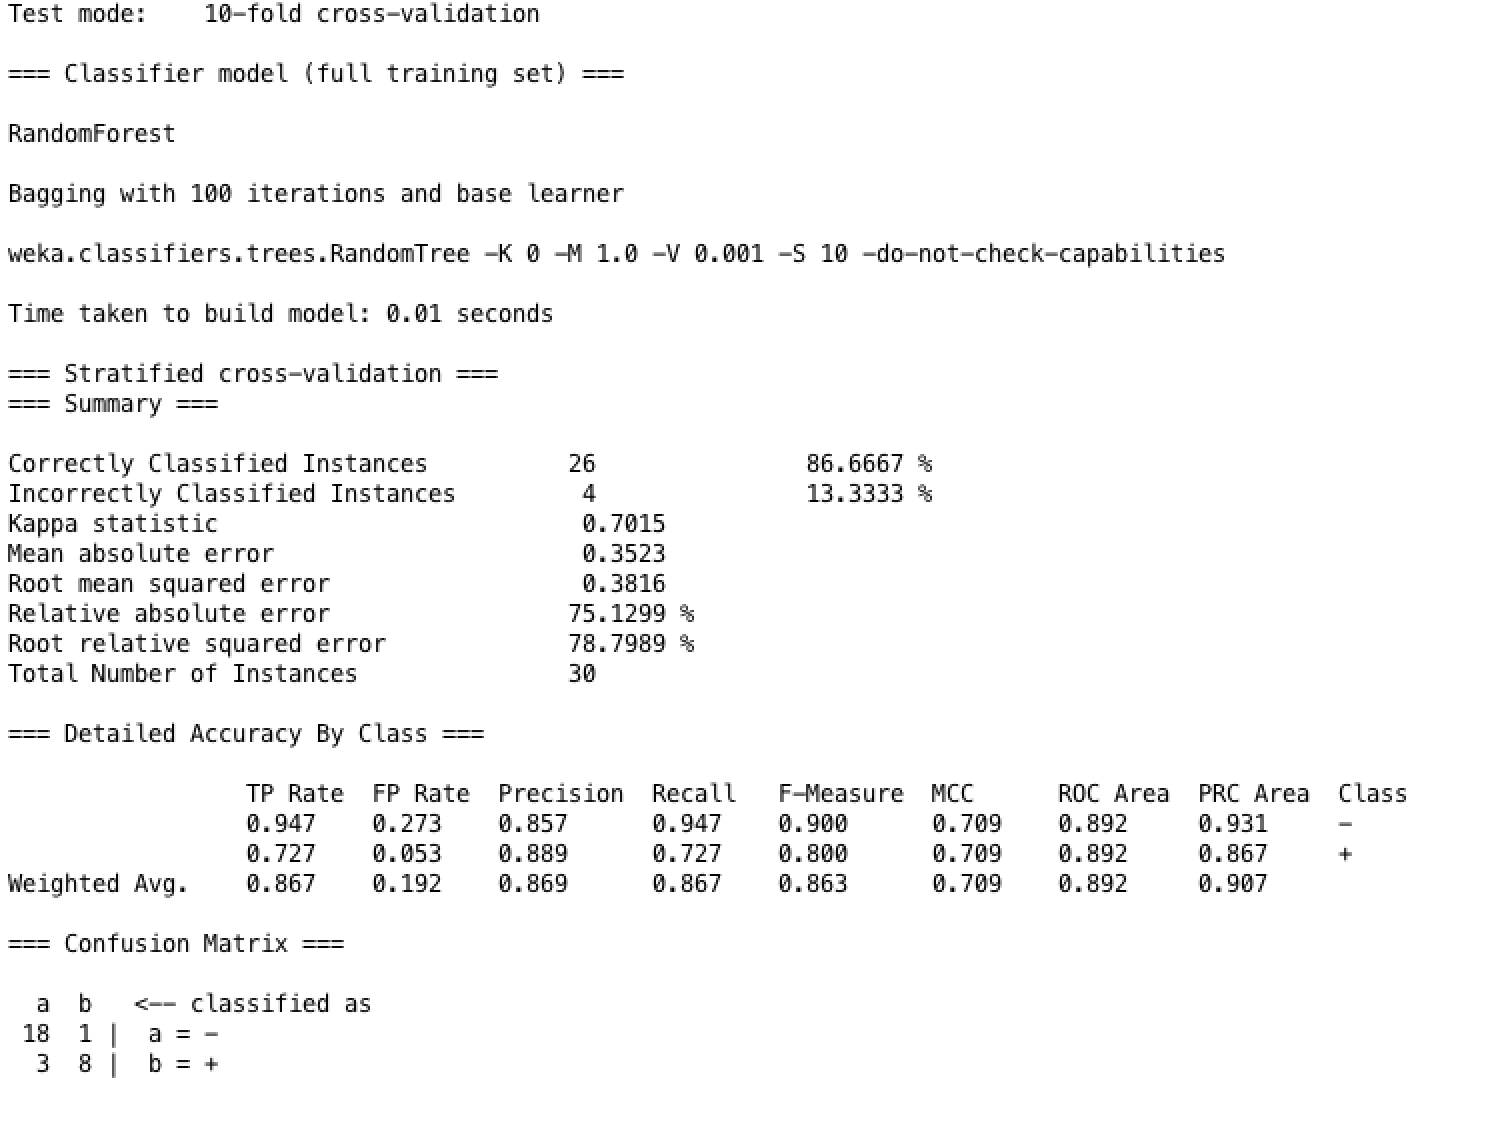 Test mode:    10-fold cross-validation
=== Classifier model (full training set) ===
RandomForest
Bagging with 100 iterations and base learner
weka.classifiers.trees.RandomTree -K 0 -M 1.0 -V 0.001 -S 10 -do-not-check-capabilities
Time taken to build model: 0.01 seconds
=== Stratified cross-validation ===
=== Summary ===
Correctly Classified Instances          26               86.6667 %
Incorrectly Classified Instances         4               13.3333 %
Kappa statistic                          0.7015
Mean absolute error                      0.3523
Root mean squared error                  0.3816
Relative absolute error                 75.1299 %
Root relative squared error             78.7989 %
Total Number of Instances               30
=== Detailed Accuracy By Class ===
                 TP Rate  FP Rate  Precision  Recall   F-Measure  MCC      ROC Area  PRC Area  Class
                 0.947    0.273    0.857      0.947    0.900      0.709    0.892     0.931     -
                 0.727    0.053    0.889      0.727    0.800      0.709    0.892     0.867     +
Weighted Avg.    0.867    0.192    0.869      0.867    0.863      0.709    0.892     0.907
=== Confusion Matrix ===
  a  b   <-- classified as
 18  1 |  a = -
  3  8 |  b = +